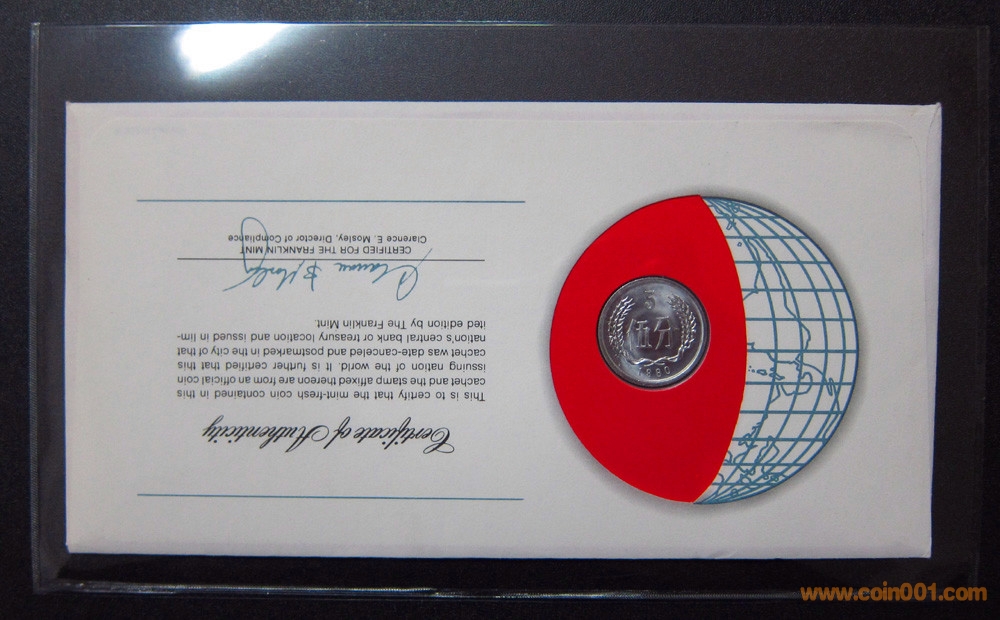 Certificate of Authenticity
This is to certify that the mint-fresh coin contained in this
cachet and the stamp affixed thereon are from an official coin
issuing nation of the world. It is further certified that this
cachet was date-canceled and postmarked in the city of that
nation's central bank or treasury location and issued in lim-
ited edition by The Franklin Mint.
CERTIFIED FOR THE FRANKLIN MINT
Clarence E. Mosley, Director of Compliance
5
伍分
1980
www.coin001.com